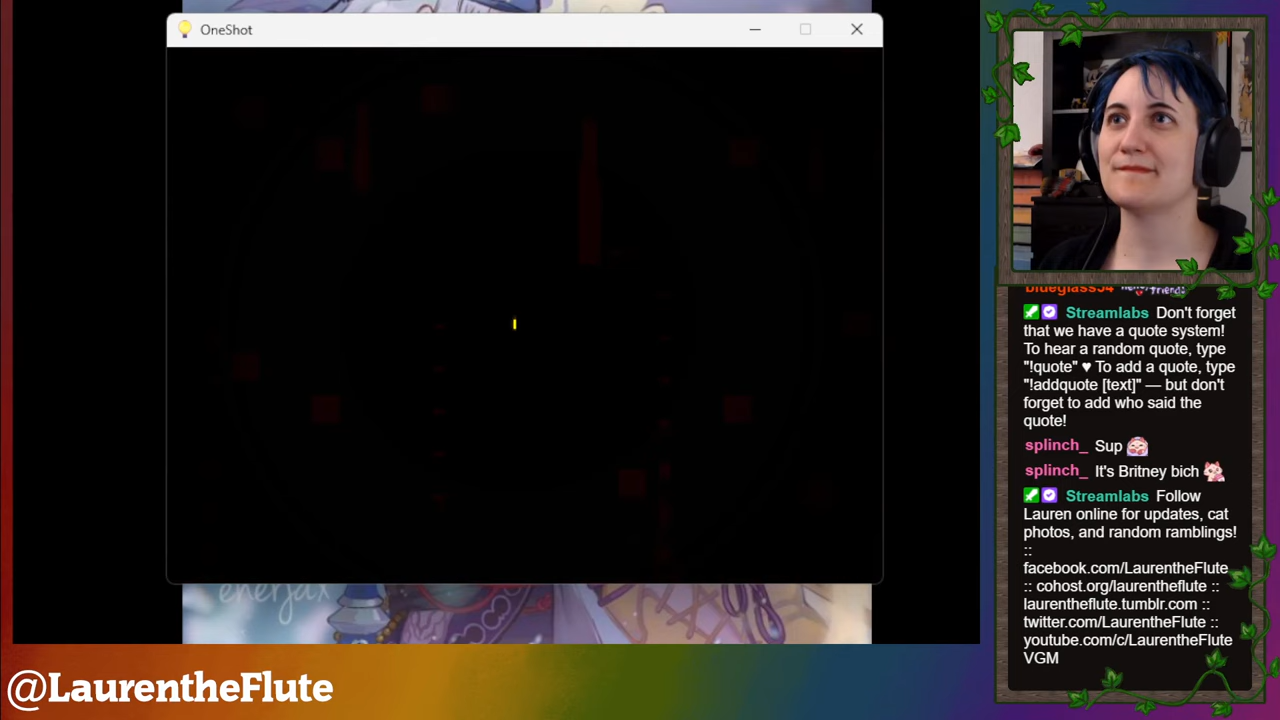 OneShot
enerjax
blueglass54
Streamlabs Don't forget
that we have a quote system!
To hear a random quote, type
"!quote" ♥ To add a quote, type
"!addquote [text]" — but don't
forget to add who said the
quote!
splinch_ Sup
splinch_ It's Britney bich
Streamlabs Follow
Lauren online for updates, cat
photos, and random ramblings!
::
facebook.com/LaurentheFlute
:: cohost.org/laurentheflute ::
laurentheflute.tumblr.com ::
twitter.com/LaurentheFlute ::
youtube.com/c/LaurentheFlute
VGM
@LaurentheFlute